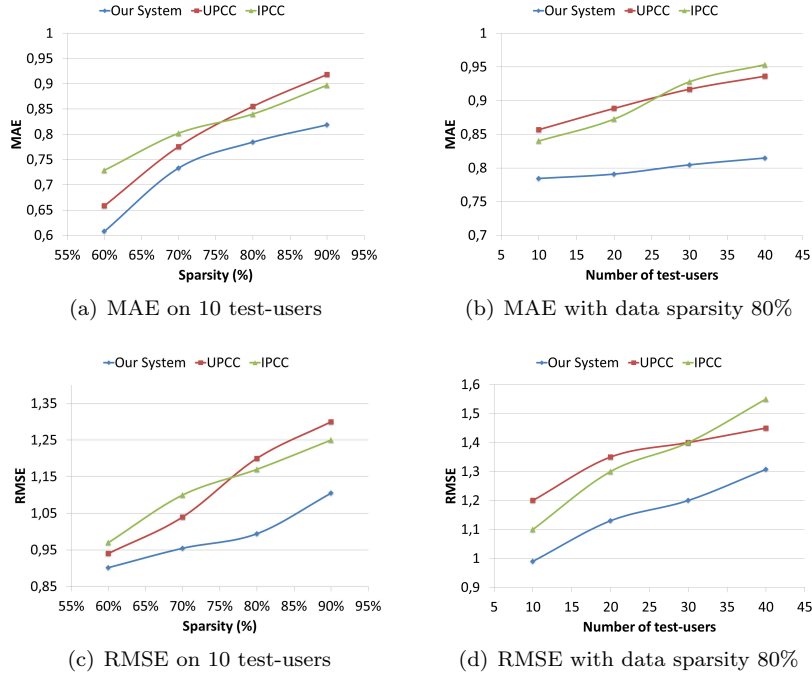 Our System UPCC IPCC
1
0,95
0,9
0,85
0,8
0,75
0,7
0,65
0,6
MAE
55% 60% 65% 70% 75% 80% 85% 90% 95%
Sparsity (%)
(a) MAE on 10 test-users
Our System UPCC IPCC
1
0,95
0,9
0,85
0,8
0,75
0,7
MAE
5 10 15 20 25 30 35 40 45
Number of test-users
(b) MAE with data sparsity 80%
Our System UPCC IPCC
1,35
1,25
1,15
1,05
0,95
0,85
RMSE
55% 60% 65% 70% 75% 80% 85% 90% 95%
Sparsity (%)
(c) RMSE on 10 test-users
Our System UPCC IPCC
1,6
1,5
1,4
1,3
1,2
1,1
1
0,9
RMSE
5 10 15 20 25 30 35 40 45
Number of test-users
(d) RMSE with data sparsity 80%